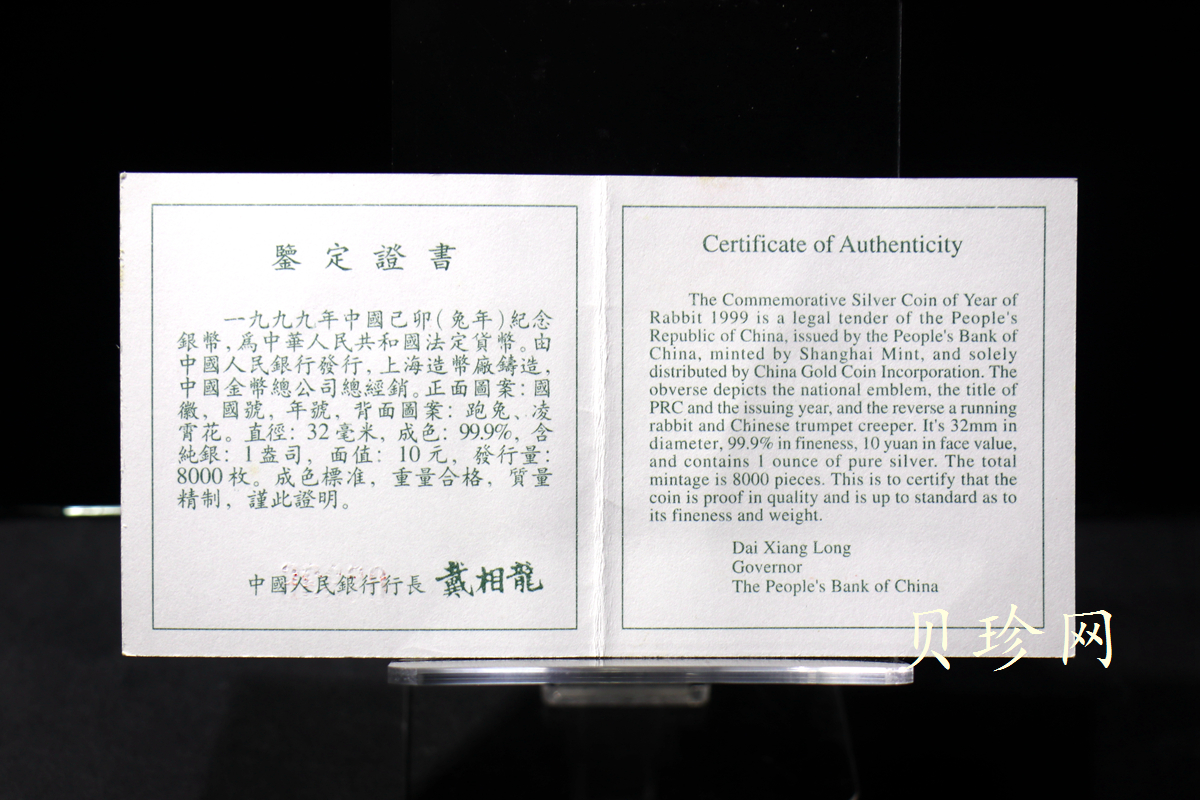 鑒定證書
一九九九年中國己卯(兔年)紀念
銀幣,爲中華人民共和國法定貨幣。由
中國人民銀行發行,上海造幣廠鑄造,
中國金幣總公司總經銷。正面圖案:國
徽,國號,年號,背面圖案:跑兔、凌
霄花。直徑:32毫米,成色:99.9%,含
純銀:1盎司,面值:10元,發行量:
8000枚。成色標准,重量合格,質量
精制,謹此證明。
中國人民銀行行長 戴相龍
Certificate of Authenticity
The Commemorative Silver Coin of Year of
Rabbit 1999 is a legal tender of the People's
Republic of China, issued by the People's Bank of
China, minted by Shanghai Mint, and solely
distributed by China Gold Coin Incorporation. The
obverse depicts the national emblem, the title of
PRC and the issuing year, and the reverse a running
rabbit and Chinese trumpet creeper. It's 32mm in
diameter, 99.9% in fineness, 10 yuan in face value,
and contains 1 ounce of pure silver. The total
mintage is 8000 pieces. This is to certify that the
coin is proof in quality and is up to standard as to
its fineness and weight.
Dai Xiang Long
Governor
The People's Bank of China
贝珍网